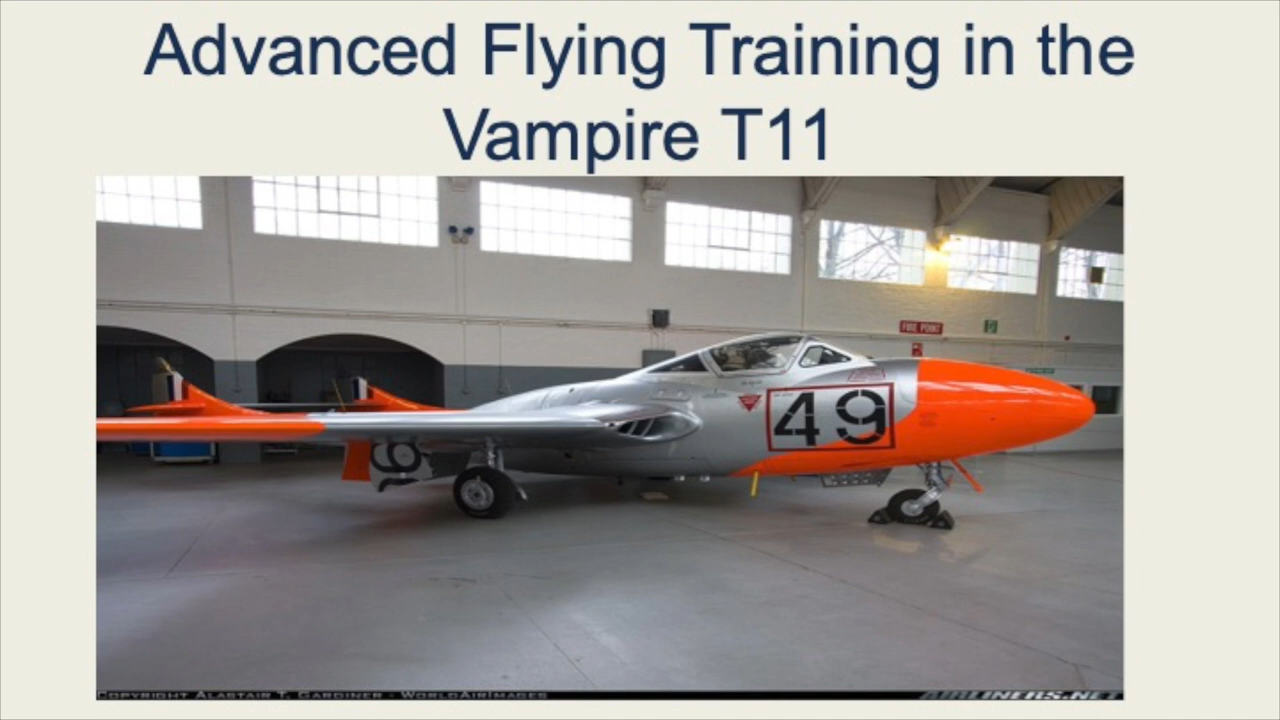 Advanced Flying Training in the
Vampire T11
FIRE POINT
49
COPYRIGHT ALASTAIR T. GARDINER - WORLDAIRIMAGES
AIRLINERS.NET